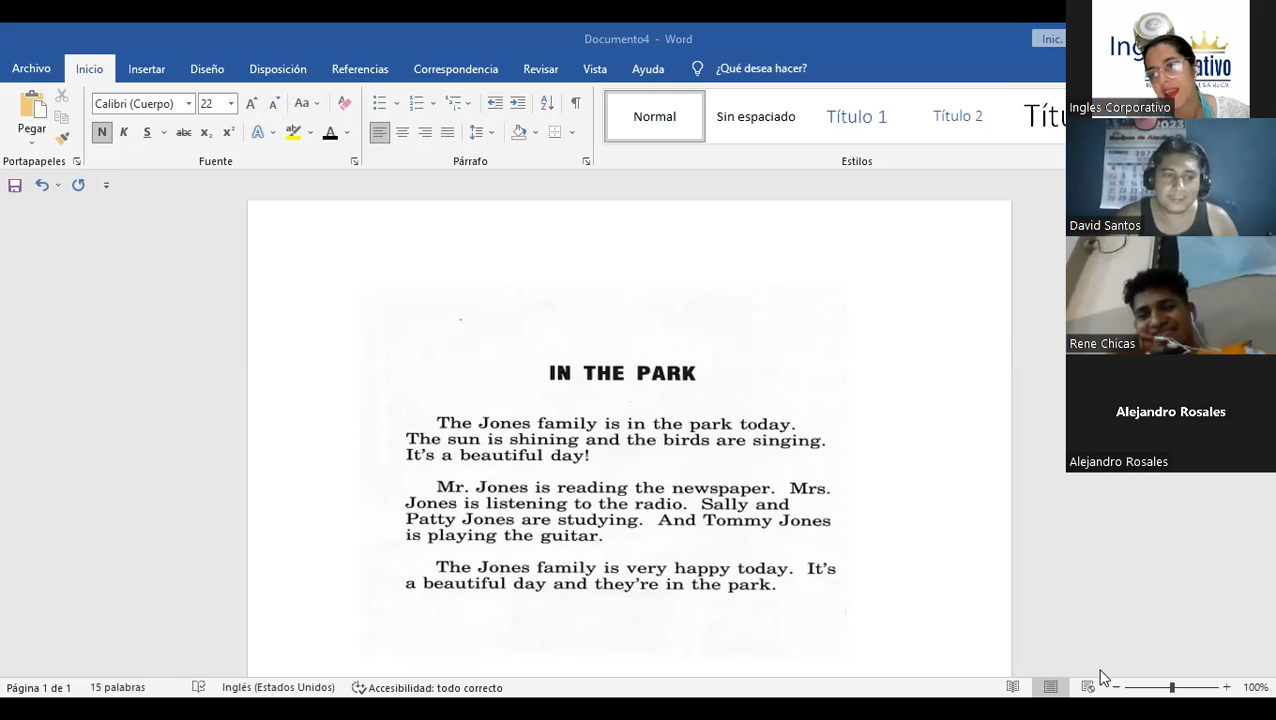 Documento4 - Word
Inic.
Archivo Inicio Insertar Diseño Disposición Referencias Correspondencia Revisar Vista Ayuda ¿Qué desea hacer?
Pegar
Calibri (Cuerpo) 22
Aa
N K S abc x₂ x²
Normal
Sin espaciado
Título 1
Título 2
Portapapeles Fuente Párrafo Estilos
IN THE PARK
The Jones family is in the park today.
The sun is shining and the birds are singing.
It's a beautiful day!
Mr. Jones is reading the newspaper. Mrs.
Jones is listening to the radio. Sally and
Patty Jones are studying. And Tommy Jones
is playing the guitar.
The Jones family is very happy today. It's
a beautiful day and they're in the park.
Ingles Corporativo
2023
David Santos
Rene Chicas
Alejandro Rosales
Alejandro Rosales
Página 1 de 1 15 palabras Inglés (Estados Unidos) Accesibilidad: todo correcto 100%